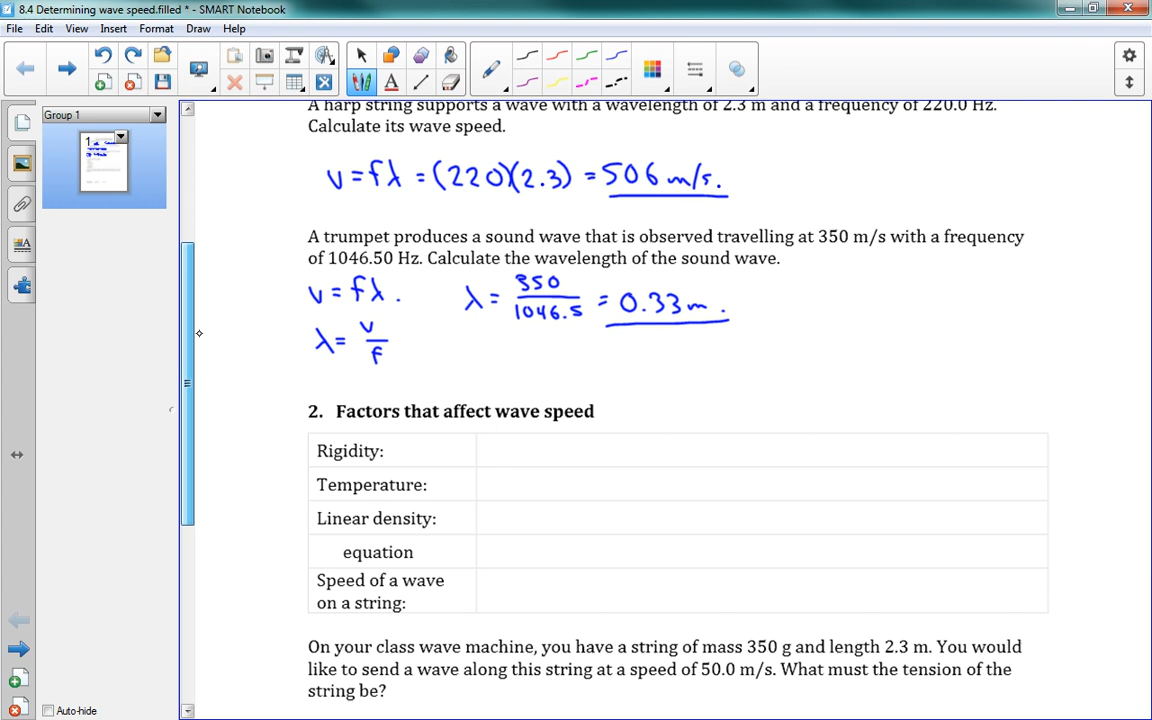 8.4 Determining wave speed.filled * - SMART Notebook
File Edit View Insert Format Draw Help
Group 1
1
A harp string supports a wave with a wavelength of 2.3 m and a frequency of 220.0 Hz.
Calculate its wave speed.
v = fλ = (220)(2.3) = 506 m/s.
A trumpet produces a sound wave that is observed travelling at 350 m/s with a frequency
of 1046.50 Hz. Calculate the wavelength of the sound wave.
v = fλ . λ = 350/1046.5 = 0.33 m .
λ = v/f
2. Factors that affect wave speed
Rigidity:
Temperature:
Linear density:
equation
Speed of a wave
on a string:
On your class wave machine, you have a string of mass 350 g and length 2.3 m. You would
like to send a wave along this string at a speed of 50.0 m/s. What must the tension of the
string be?
Auto-hide